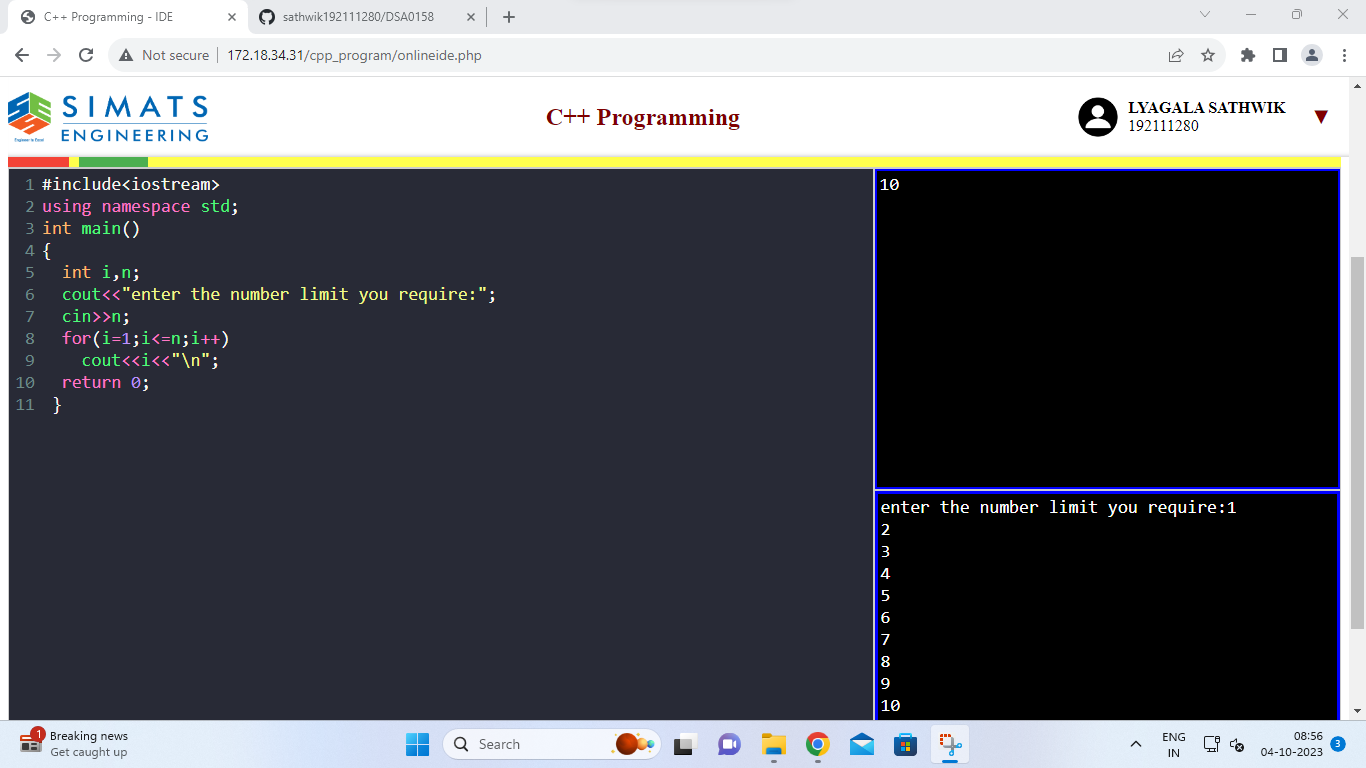 C++ Programming - IDE
sathwik192111280/DSA0158
Not secure
172.18.34.31/cpp_program/onlineide.php
SIMATS
ENGINEERING
Engineer to Excel
C++ Programming
LYAGALA SATHWIK
192111280
1 #include<iostream>
2 using namespace std;
3 int main()
4 {
5 int i,n;
6 cout<<"enter the number limit you require:";
7 cin>>n;
8 for(i=1;i<=n;i++)
9 cout<<i<<"\n";
10 return 0;
11 }
10
enter the number limit you require:1
2
3
4
5
6
7
8
9
10
1
Breaking news
Get caught up
Search
ENG
IN
08:56
04-10-2023
3